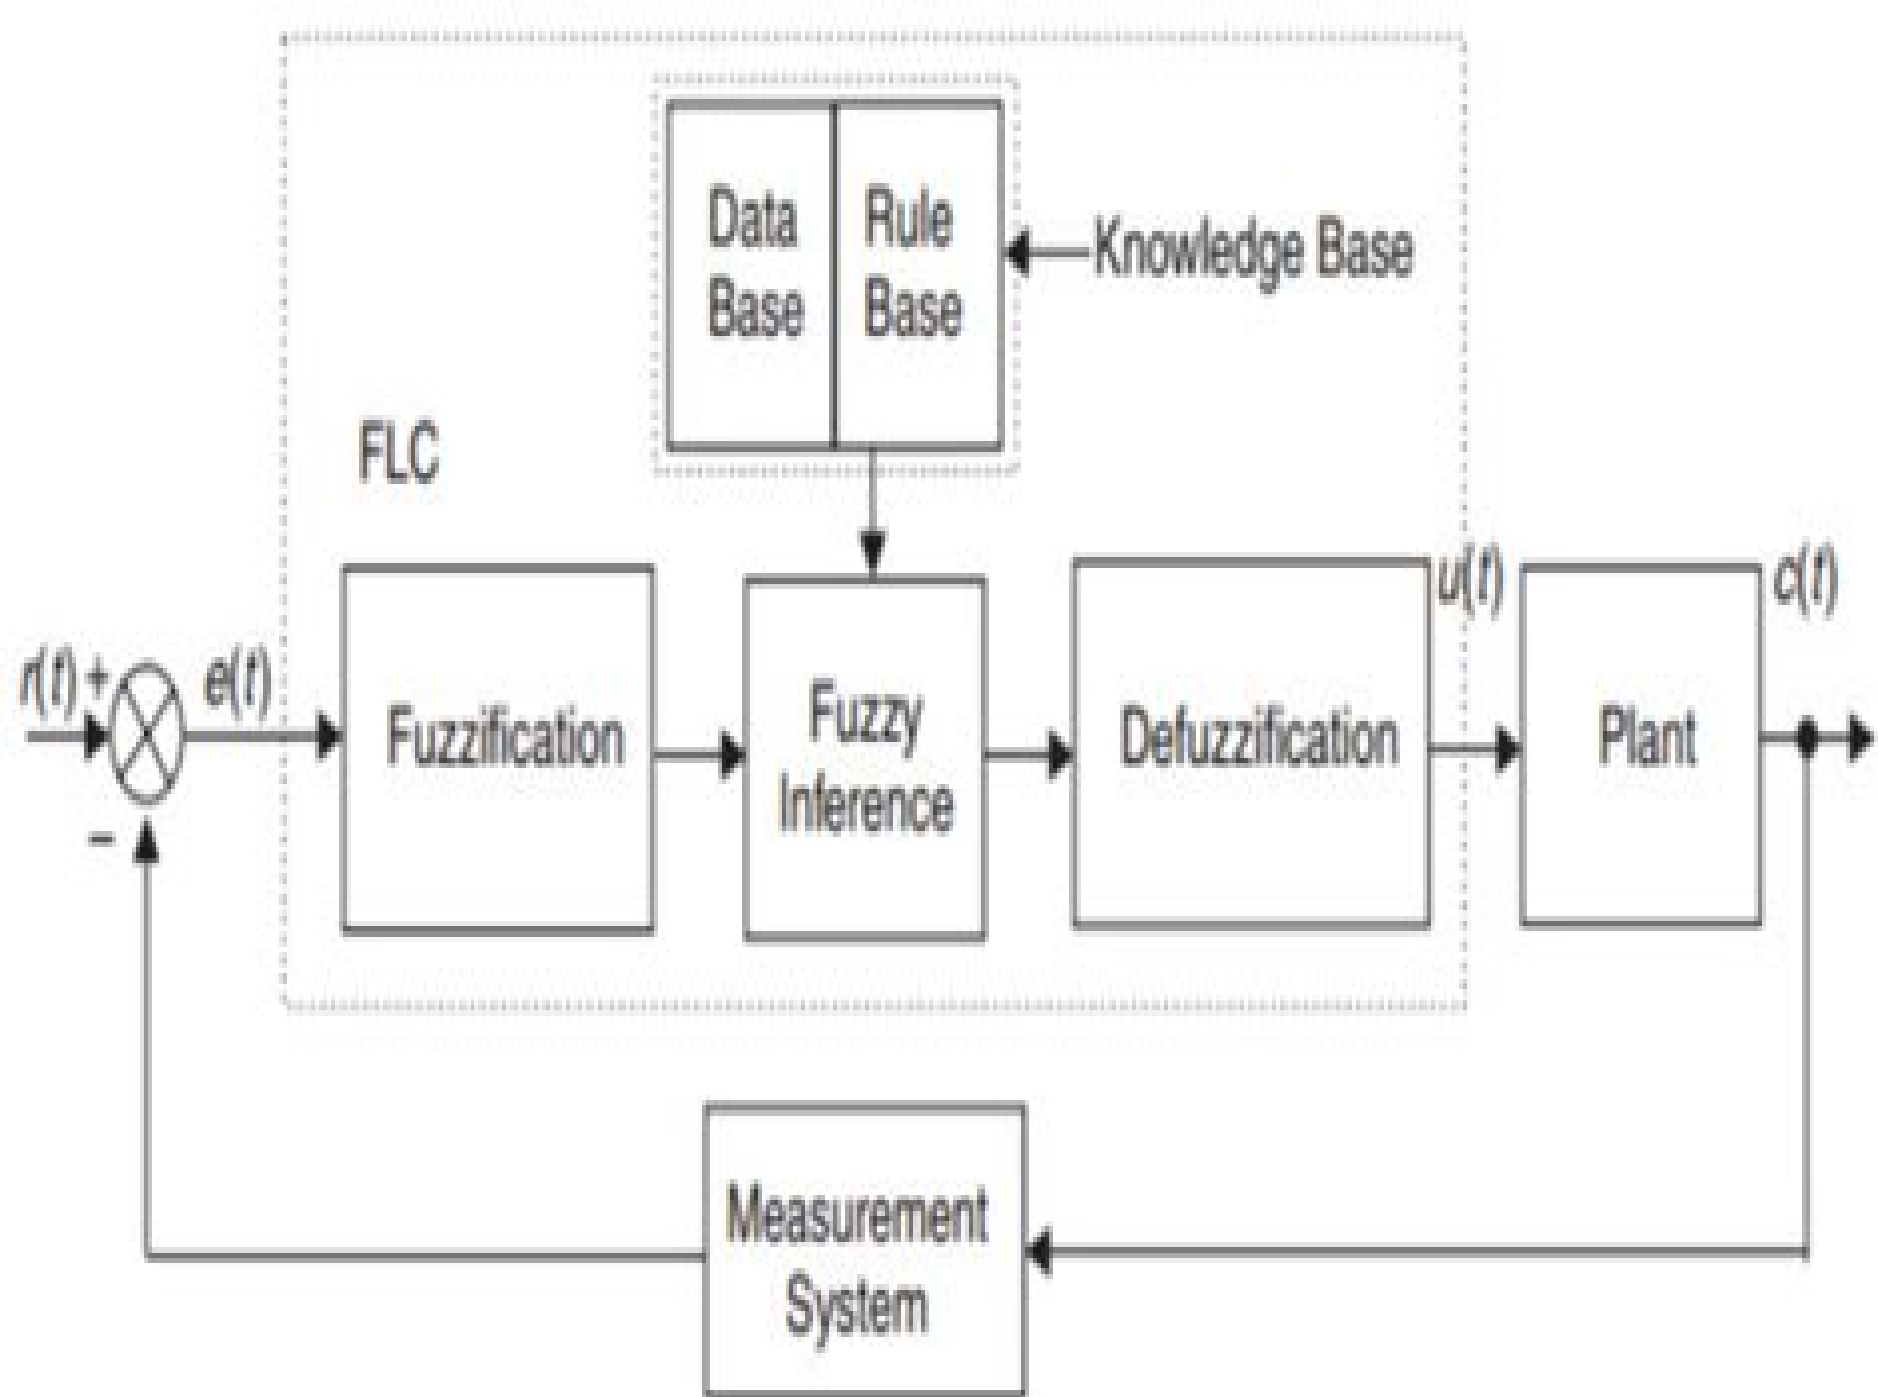 Data
Base
Rule
Base
Knowledge Base
FLC
r(t) +
e(t)
−
Fuzzification
Fuzzy
Inference
Defuzzification
u(t)
Plant
c(t)
Measurement
System